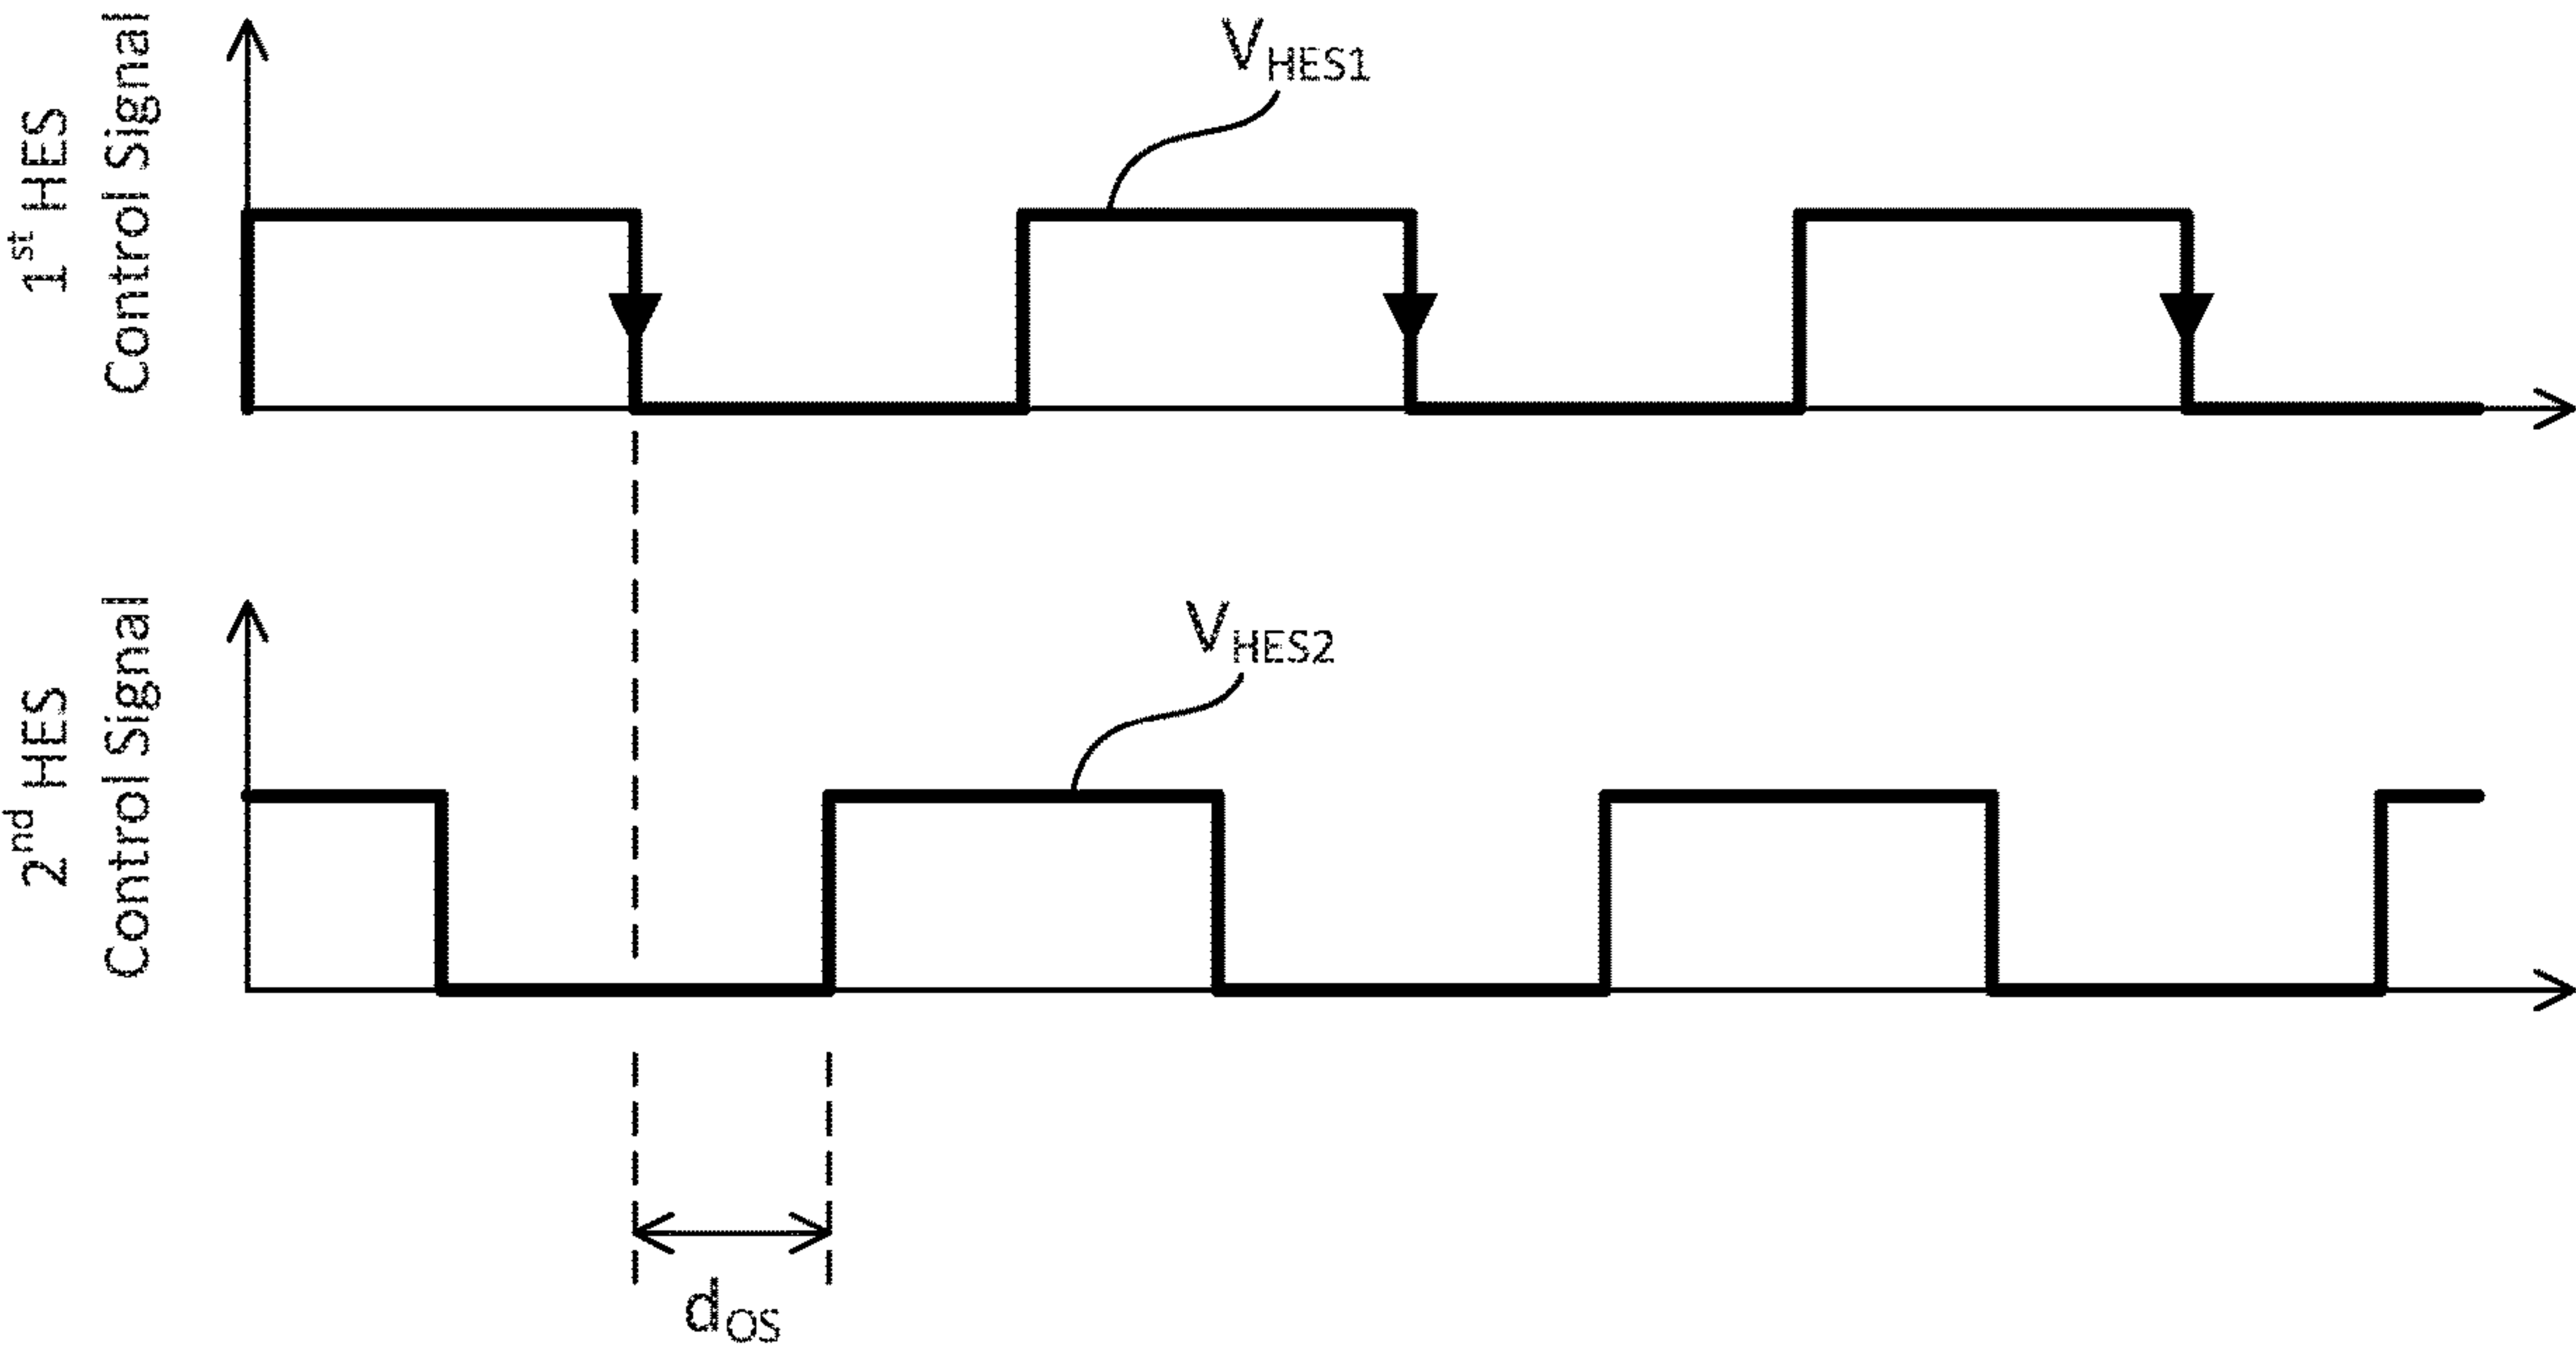 1st HES
Control Signal
VHES1
2nd HES
Control Signal
VHES2
dOS